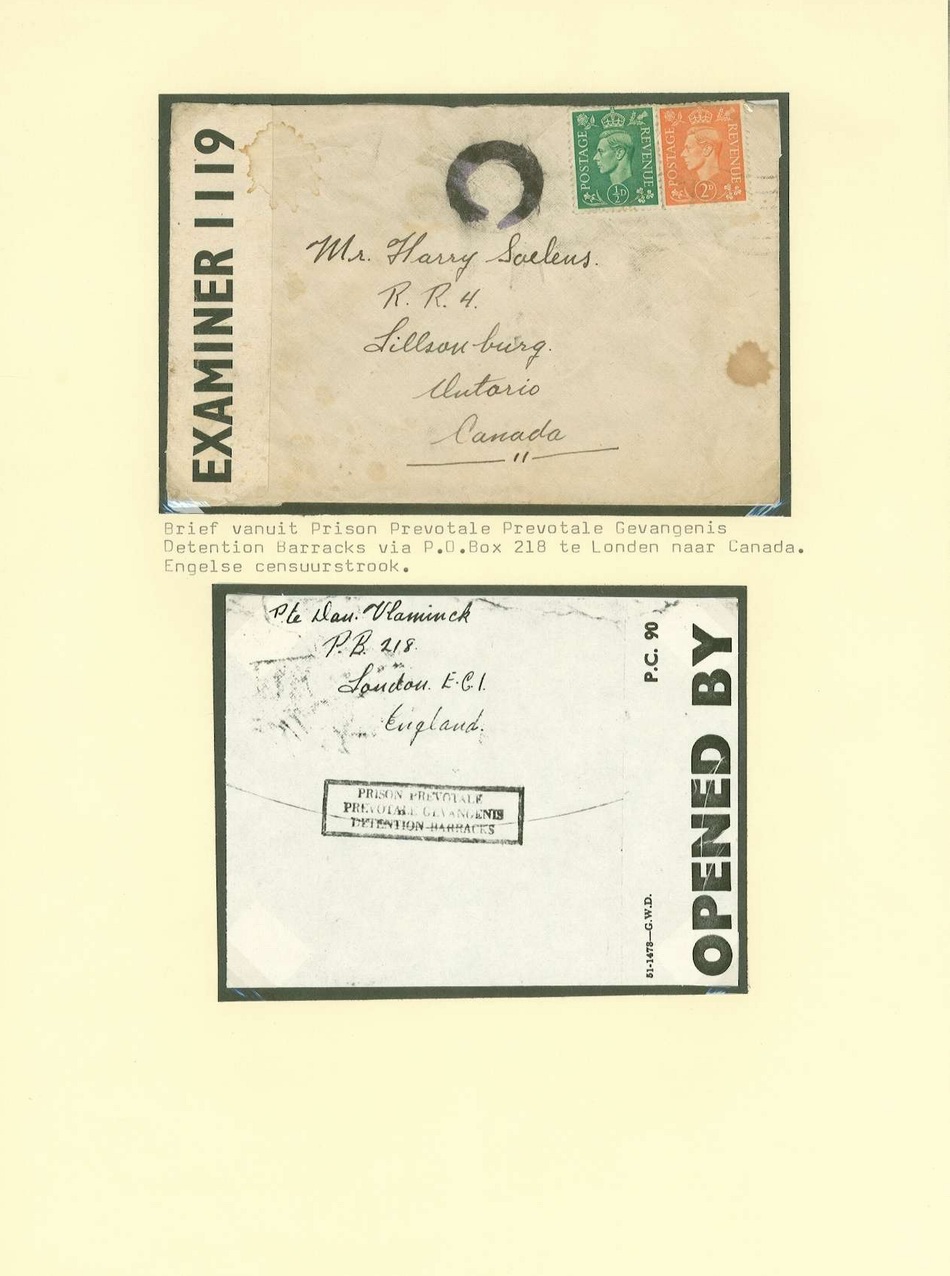 EXAMINER 1119
POSTAGE REVENUE
½D
POSTAGE REVENUE
2D
Mr. Harry Soelens.
R. R. 4.
Tillsonburg.
Ontario
Canada
Brief vanuit Prison Prevotale Prevotale Gevangenis
Detention Barracks via P.O.Box 218 te Londen naar Canada.
Engelse censuurstrook.
Pte Dan. Vlaminck
P.B. 218.
London. E.C.1.
England.
PRISON PREVOTALE
PREVOTALE GEVANGENIS
DETENTION BARRACKS
P.C. 90
OPENED BY
51-1478—G.W.D.